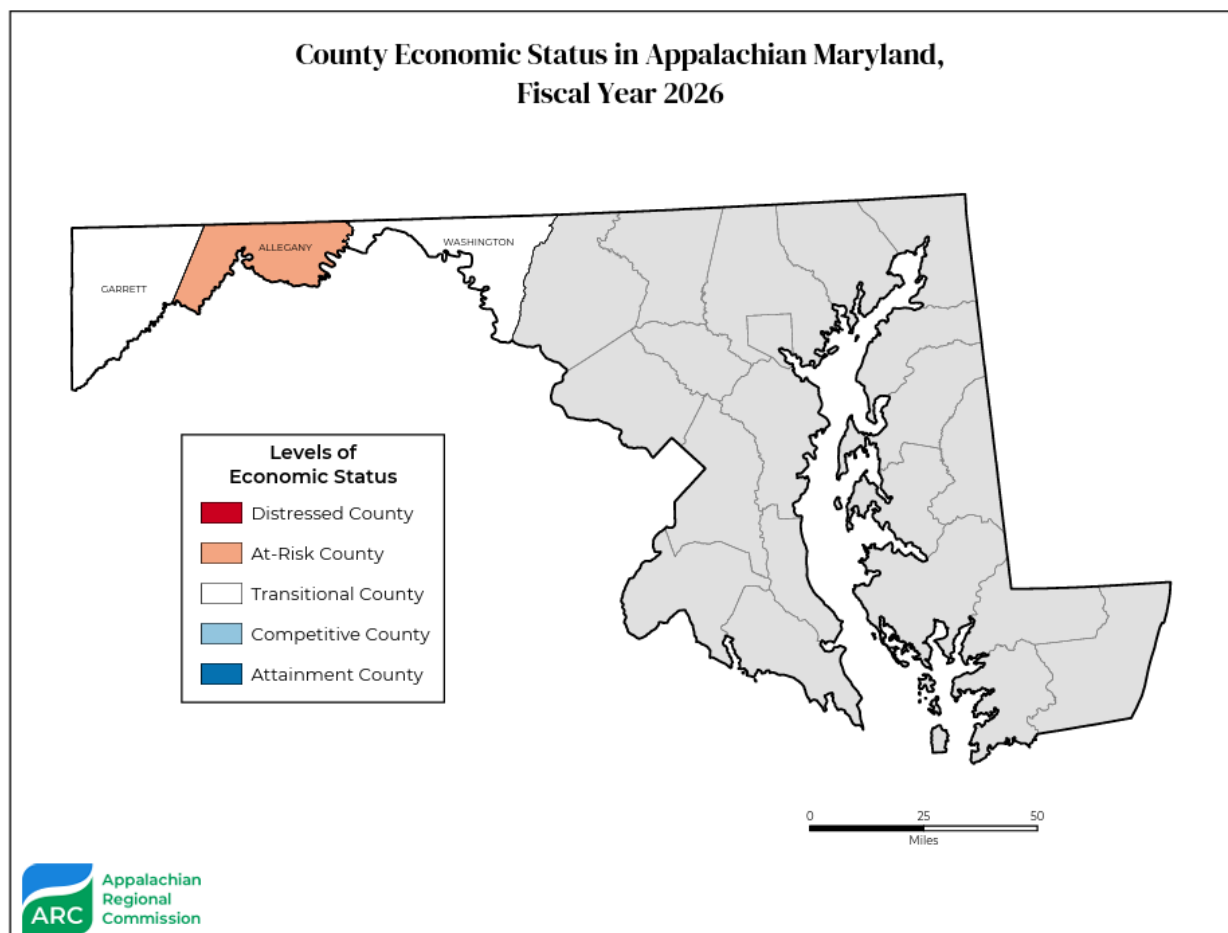 County Economic Status in Appalachian Maryland,
Fiscal Year 2026
GARRETT
ALLEGANY
WASHINGTON
Levels of
Economic Status
Distressed County
At-Risk County
Transitional County
Competitive County
Attainment County
0 25 50
Miles
ARC
Appalachian
Regional
Commission